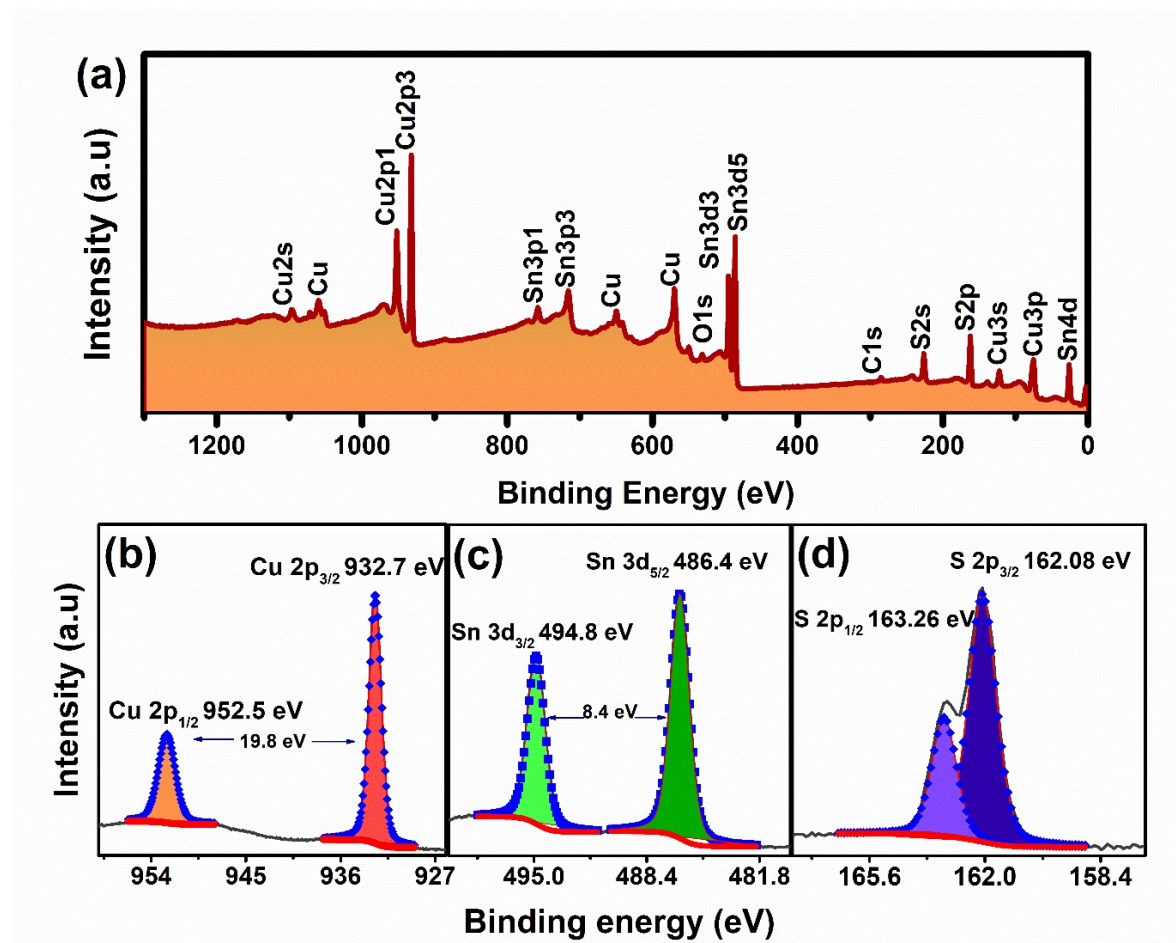 (a)
Intensity (a.u)
Cu2s
Cu
Cu2p1
Cu2p3
Sn3p1
Sn3p3
Cu
Cu
O1s
Sn3d3
Sn3d5
C1s
S2s
S2p
Cu3s
Cu3p
Sn4d
1200 1000 800 600 400 200 0
Binding Energy (eV)
Intensity (a.u)
(b)
Cu 2p3/2 932.7 eV
Cu 2p1/2 952.5 eV
19.8 eV
954 945 936 927
(c)
Sn 3d5/2 486.4 eV
Sn 3d3/2 494.8 eV
8.4 eV
495.0 488.4 481.8
(d)
S 2p3/2 162.08 eV
S 2p1/2 163.26 eV
165.6 162.0 158.4
Binding energy (eV)